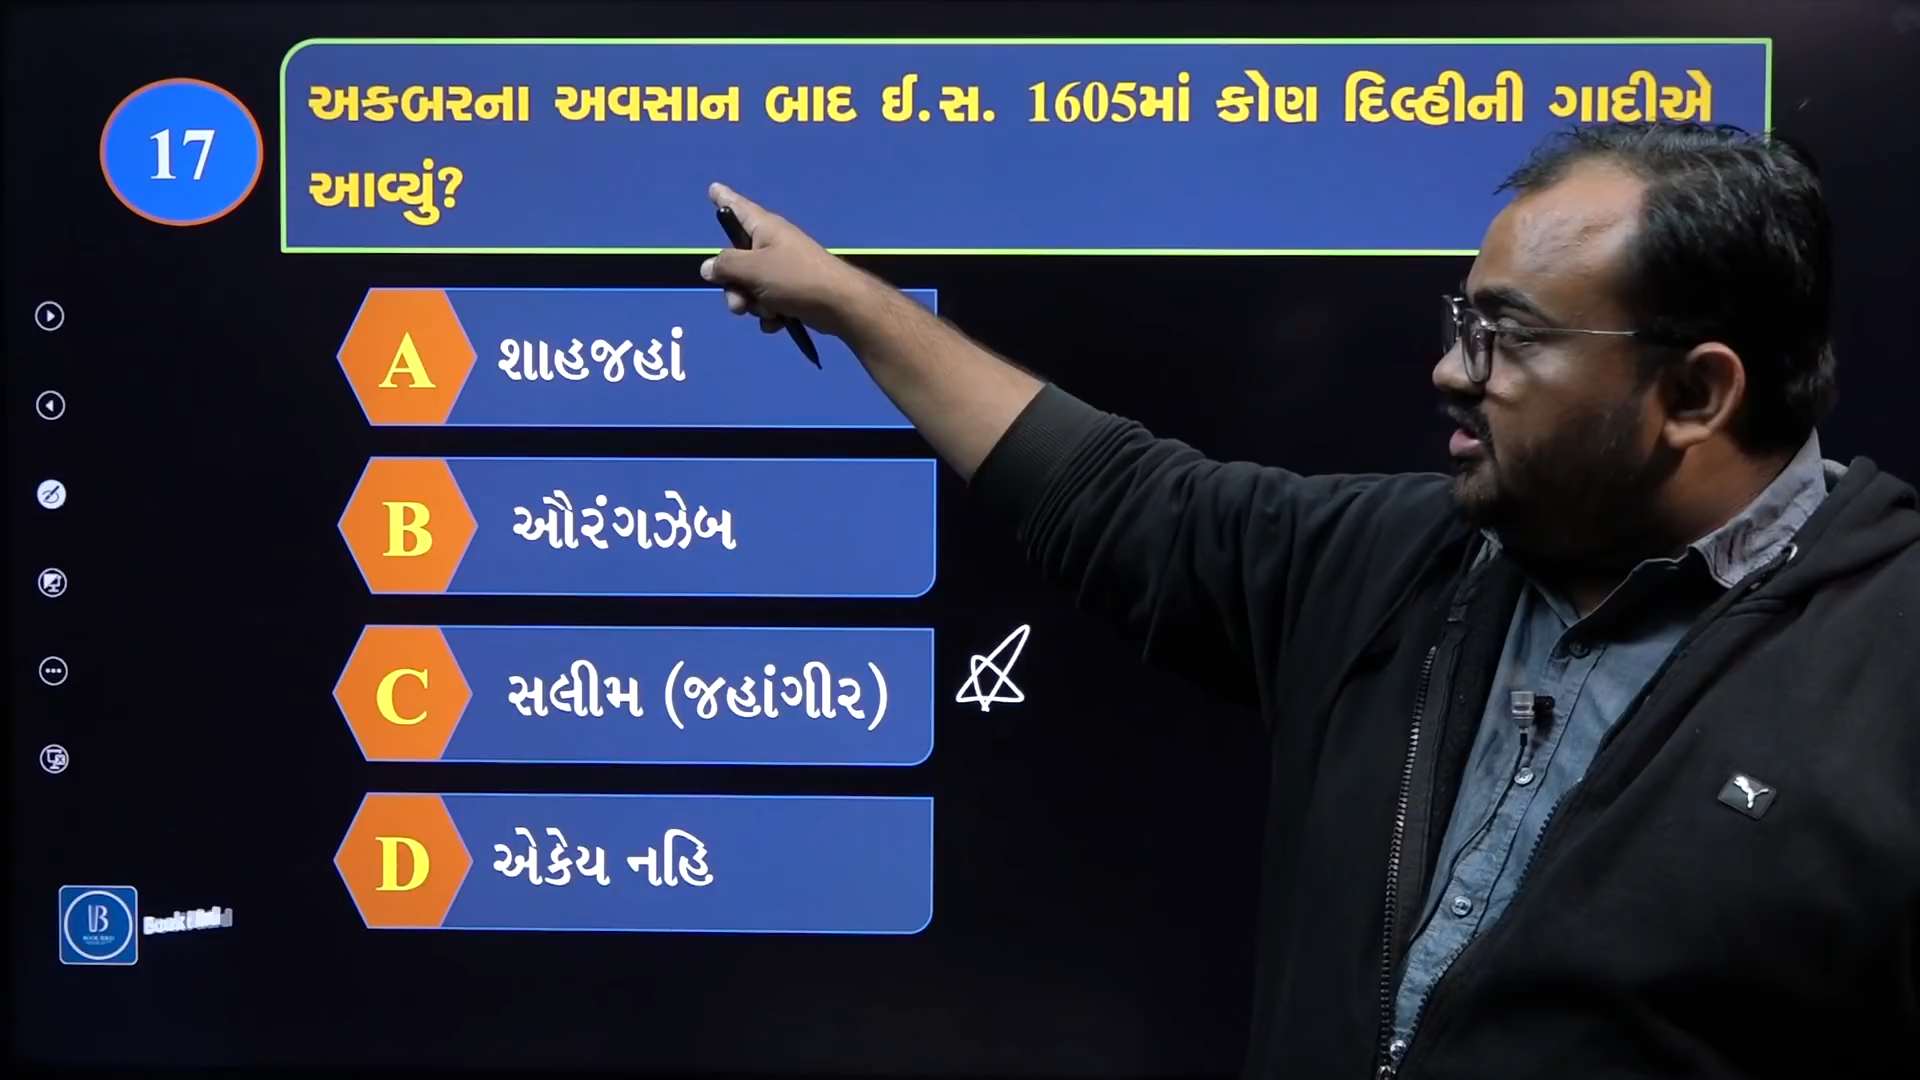 17
અકબરના અવસાન બાદ ઈ.સ. 1605માં કોણ દિલ્હીની ગાદીએ
આવ્યું?
A શાહજહાં
B ઔરંગઝેબ
C સલીમ (જહાંગીર)
D એકેય નહિ